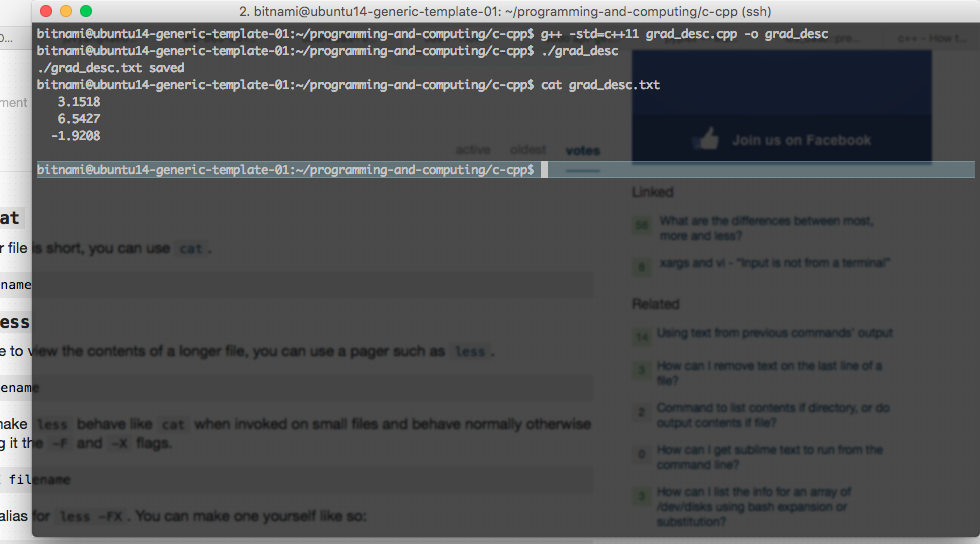 2. bitnami@ubuntu14-generic-template-01: ~/programming-and-computing/c-cpp (ssh)
bitnami@ubuntu14-generic-template-01:~/programming-and-computing/c-cpp$ g++ -std=c++11 grad_desc.cpp -o grad_desc
bitnami@ubuntu14-generic-template-01:~/programming-and-computing/c-cpp$ ./grad_desc
./grad_desc.txt saved
bitnami@ubuntu14-generic-template-01:~/programming-and-computing/c-cpp$ cat grad_desc.txt
3.1518
6.5427
-1.9208
bitnami@ubuntu14-generic-template-01:~/programming-and-computing/c-cpp$
c++ - How t...
ment
active oldest votes
Join us on Facebook
at
r file is short, you can use cat.
name
ess
e to view the contents of a longer file, you can use a pager such as less.
ename
make less behave like cat when invoked on small files and behave normally otherwise
g it the -F and -X flags.
filename
alias for less -FX. You can make one yourself like so:
Linked
56 What are the differences between most,
more and less?
xargs and vi - "Input is not from a terminal"
Related
14 Using text from previous commands' output
3 How can I remove text on the last line of a
file?
2 Command to list contents if directory, or do
output contents if file?
0 How can I get sublime text to run from the
command line?
3 How can I list the info for an array of
/dev/disks using bash expansion or
substitution?